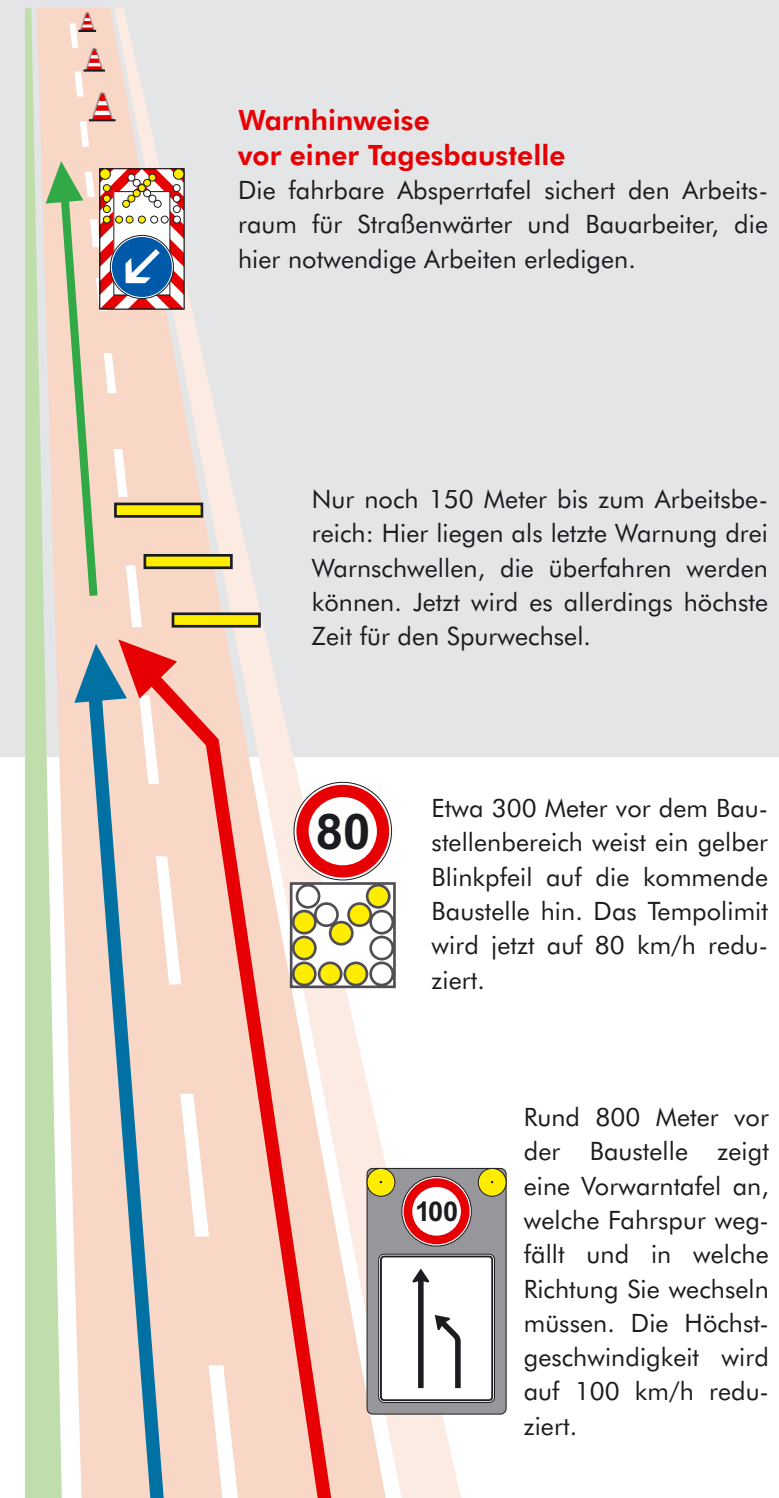 Warnhinweise
vor einer Tagesbaustelle
Die fahrbare Absperrtafel sichert den Arbeits-
raum für Straßenwärter und Bauarbeiter, die
hier notwendige Arbeiten erledigen.
Nur noch 150 Meter bis zum Arbeitsbe-
reich: Hier liegen als letzte Warnung drei
Warnschwellen, die überfahren werden
können. Jetzt wird es allerdings höchste
Zeit für den Spurwechsel.
80
Etwa 300 Meter vor dem Bau-
stellenbereich weist ein gelber
Blinkpfeil auf die kommende
Baustelle hin. Das Tempolimit
wird jetzt auf 80 km/h redu-
ziert.
100
Rund 800 Meter vor
der Baustelle zeigt
eine Vorwarntafel an,
welche Fahrspur weg-
fällt und in welche
Richtung Sie wechseln
müssen. Die Höchst-
geschwindigkeit wird
auf 100 km/h redu-
ziert.